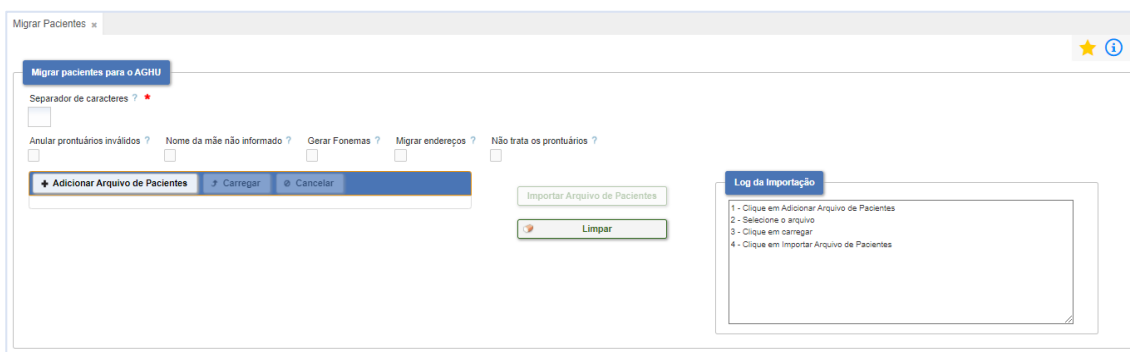 Migrar Pacientes ×
Migrar pacientes para o AGHU
Separador de caracteres ? *
Anular prontuários inválidos ? Nome da mãe não informado ? Gerar Fonemas ? Migrar endereços ? Não trata os prontuários ?
+ Adicionar Arquivo de Pacientes Carregar Cancelar
Importar Arquivo de Pacientes
Limpar
Log da Importação
1 - Clique em Adicionar Arquivo de Pacientes
2 - Selecione o arquivo
3 - Clique em carregar
4 - Clique em Importar Arquivo de Pacientes